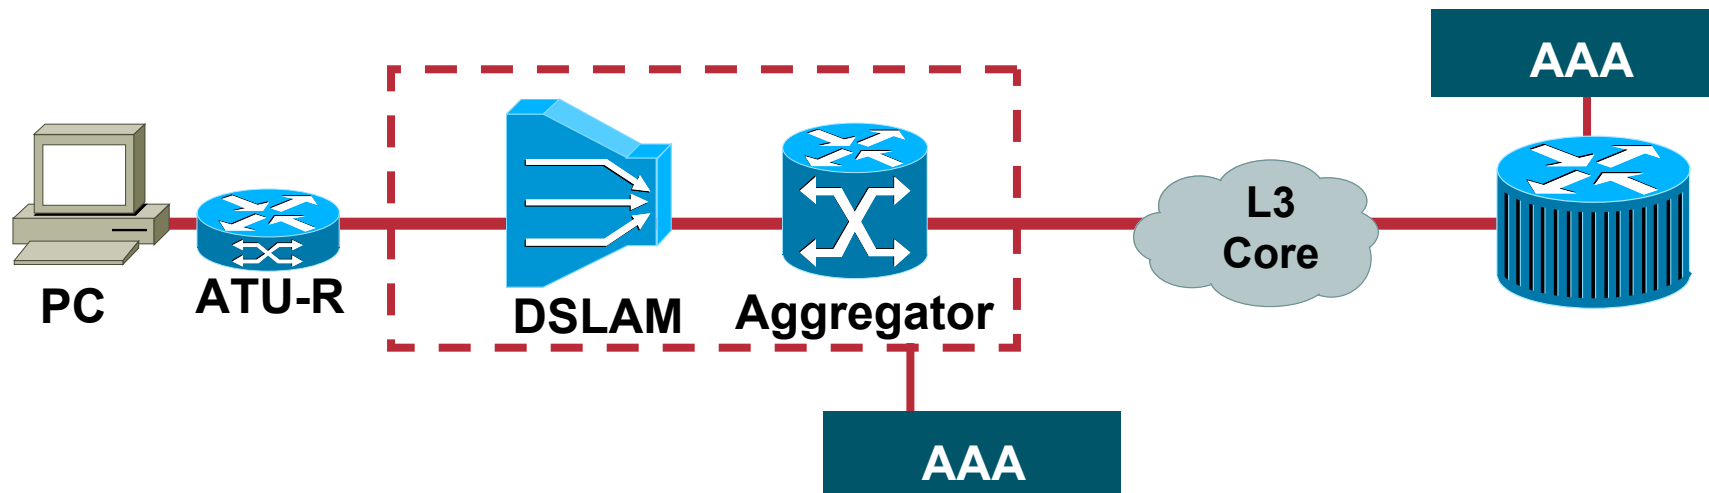 AAA
L3
Core
PC
ATU-R
DSLAM
Aggregator
AAA